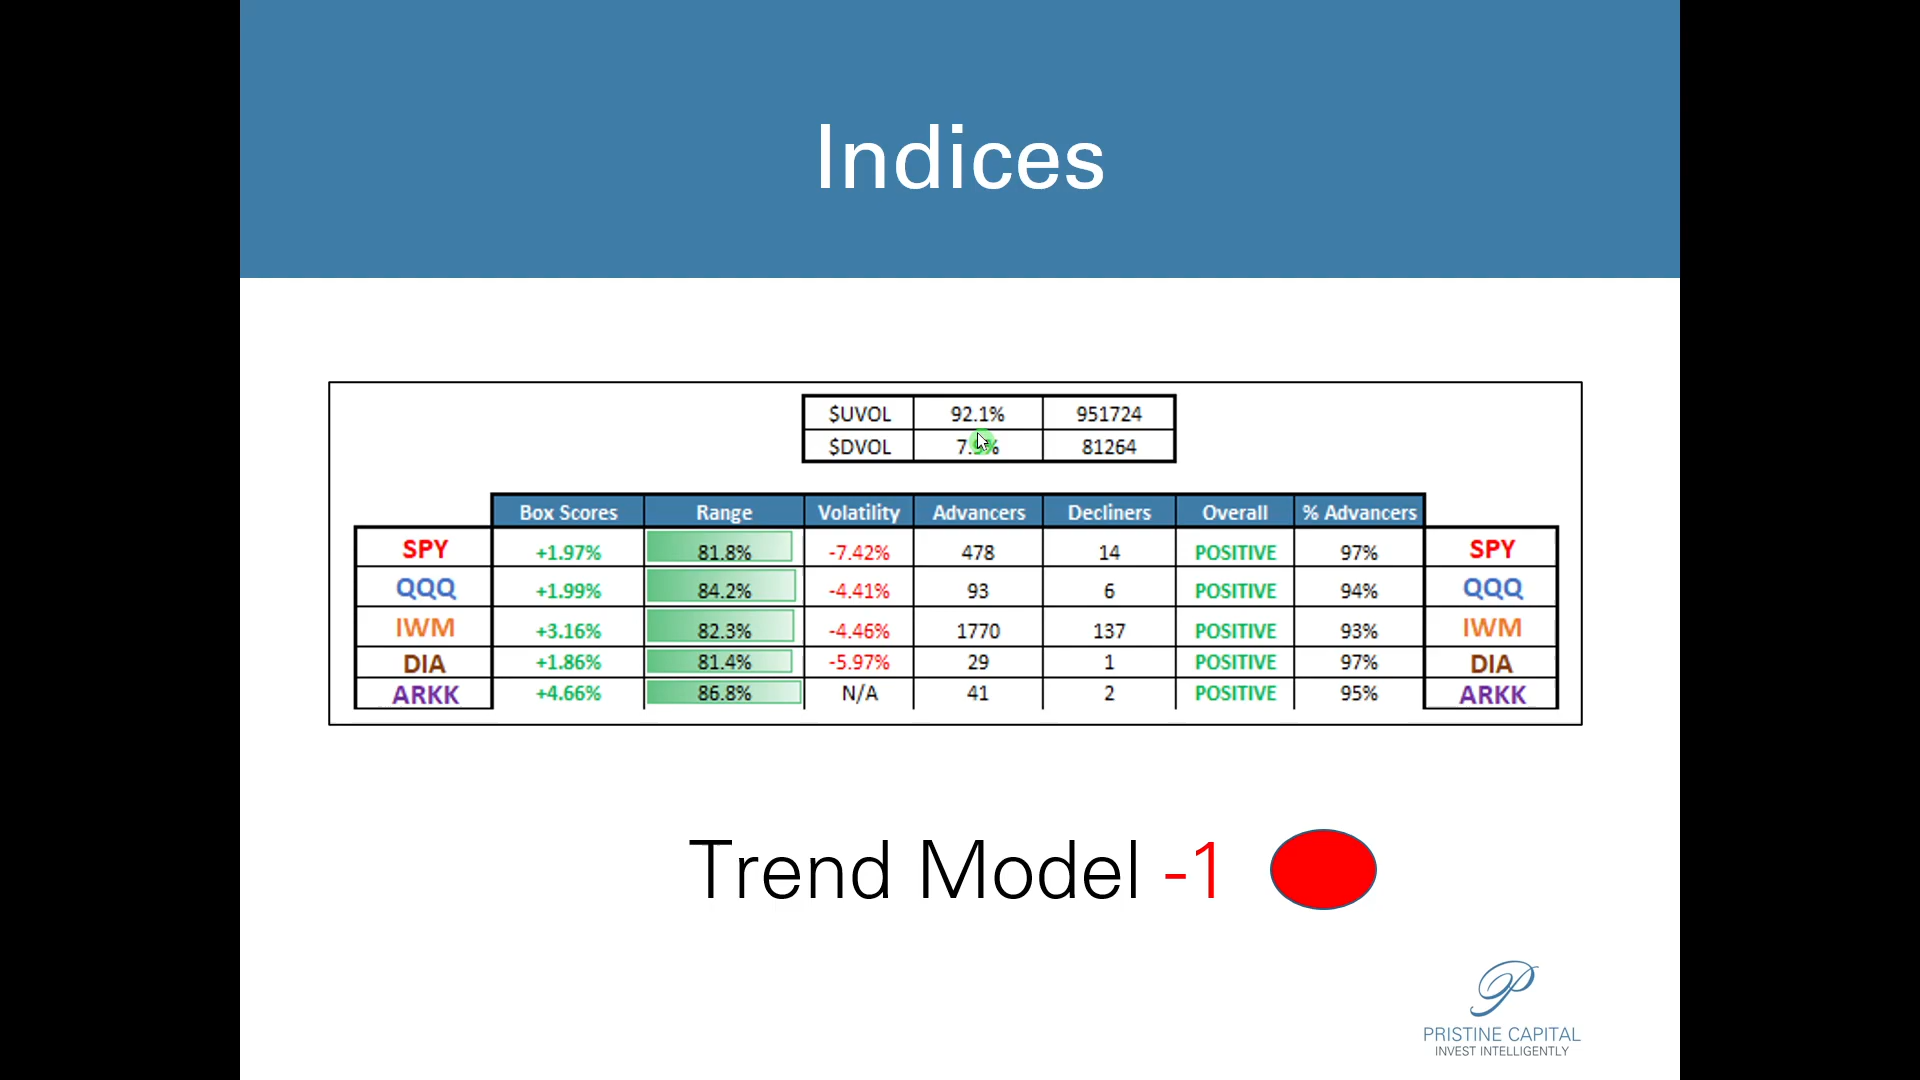 Indices
$UVOL 92.1% 951724
$DVOL 81264
Box Scores Range Volatility Advancers Decliners Overall % Advancers
SPY +1.97% 81.8% -7.42% 478 14 POSITIVE 97% SPY
QQQ +1.99% 84.2% -4.41% 93 6 POSITIVE 94% QQQ
IWM +3.16% 82.3% -4.46% 1770 137 POSITIVE 93% IWM
DIA +1.86% 81.4% -5.97% 29 1 POSITIVE 97% DIA
ARKK +4.66% 86.8% N/A 41 2 POSITIVE 95% ARKK
Trend Model -1
P
PRISTINE CAPITAL
INVEST INTELLIGENTLY